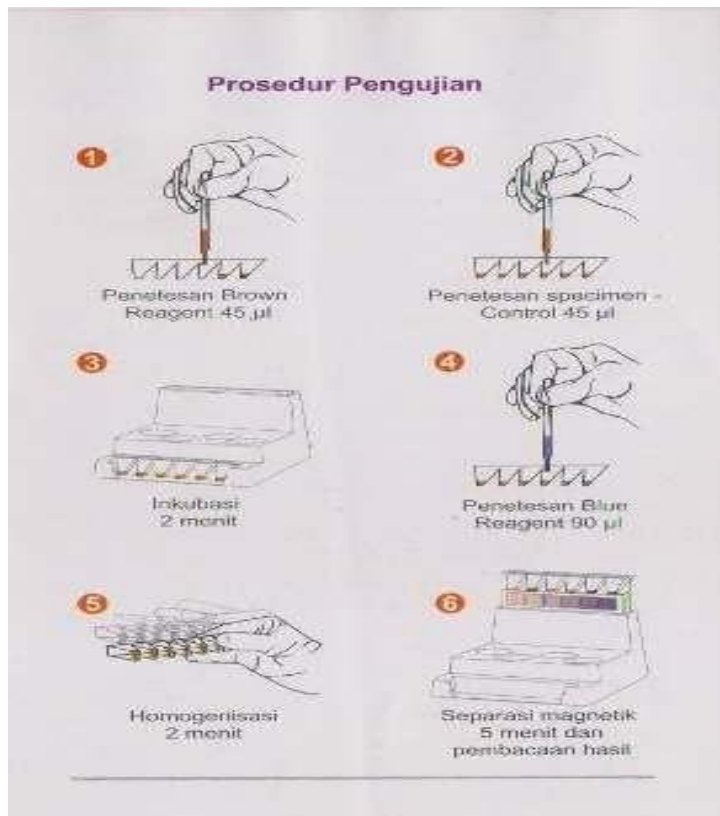 Prosedur Pengujian
1
2
Penetesan Brown
Reagent 45 µl
Penetesan specimen -
Control 45 µl
3
4
Inkubasi
2 menit
Penetesan Blue
Reagent 90 µl
5
6
Homogenisasi
2 menit
Separasi magnetik
5 menit dan
pembacaan hasil